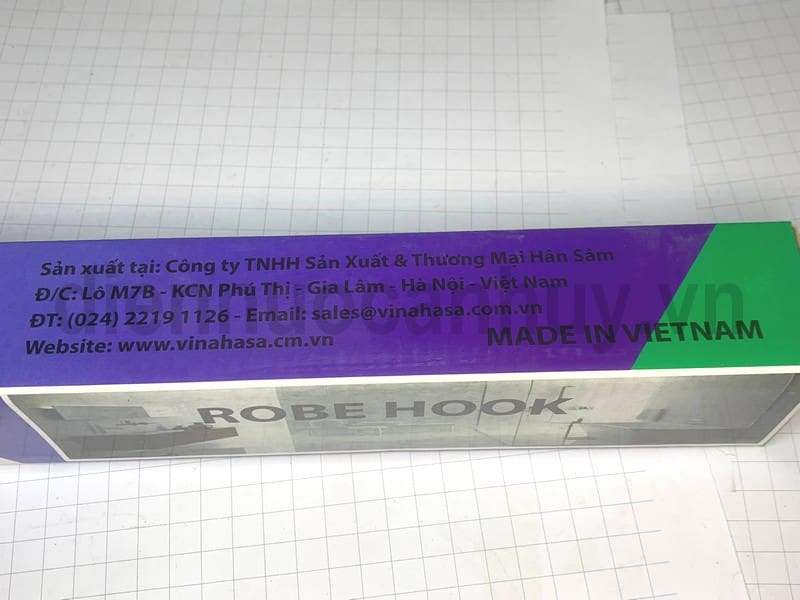 Sản xuất tại: Công ty TNHH Sản Xuất & Thương Mại Hân Sâm
Đ/C: Lô M7B - KCN Phú Thị - Gia Lâm - Hà Nội - Việt Nam
ĐT: (024) 2219 1126 - Email: sales@vinahasa.com.vn
Website: www.vinahasa.cm.vn
MADE IN VIETNAM
diennuocanhuy.vn
ROBE HOOK